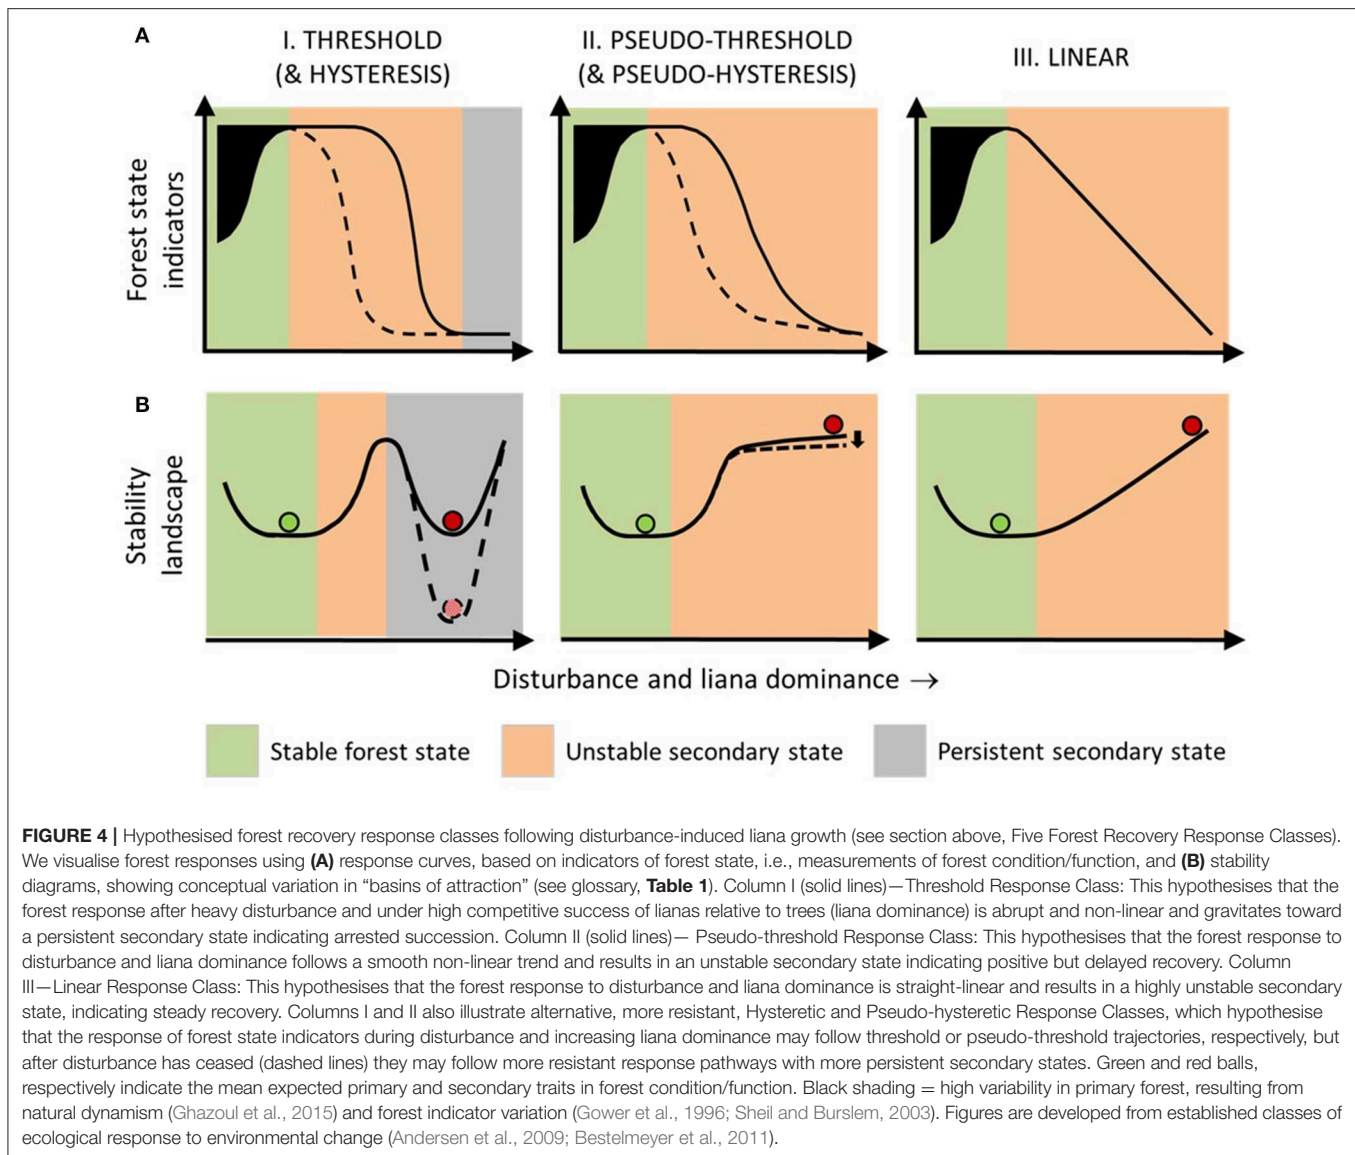 A
I. THRESHOLD
(& HYSTERESIS)
II. PSEUDO-THRESHOLD
(& PSEUDO-HYSTERESIS)
III. LINEAR
Forest state
indicators
B
Stability
landscape
Disturbance and liana dominance →
Stable forest state
Unstable secondary state
Persistent secondary state
FIGURE 4 | Hypothesised forest recovery response classes following disturbance-induced liana growth (see section above, Five Forest Recovery Response Classes).
We visualise forest responses using (A) response curves, based on indicators of forest state, i.e., measurements of forest condition/function, and (B) stability
diagrams, showing conceptual variation in “basins of attraction” (see glossary, Table 1). Column I (solid lines)—Threshold Response Class: This hypothesises that the
forest response after heavy disturbance and under high competitive success of lianas relative to trees (liana dominance) is abrupt and non-linear and gravitates toward
a persistent secondary state indicating arrested succession. Column II (solid lines)— Pseudo-threshold Response Class: This hypothesises that the forest response to
disturbance and liana dominance follows a smooth non-linear trend and results in an unstable secondary state indicating positive but delayed recovery. Column
III—Linear Response Class: This hypothesises that the forest response to disturbance and liana dominance is straight-linear and results in a highly unstable secondary
state, indicating steady recovery. Columns I and II also illustrate alternative, more resistant, Hysteretic and Pseudo-hysteretic Response Classes, which hypothesise
that the response of forest state indicators during disturbance and increasing liana dominance may follow threshold or pseudo-threshold trajectories, respectively, but
after disturbance has ceased (dashed lines) they may follow more resistant response pathways with more persistent secondary states. Green and red balls,
respectively indicate the mean expected primary and secondary traits in forest condition/function. Black shading = high variability in primary forest, resulting from
natural dynamism (Ghazoul et al., 2015) and forest indicator variation (Gower et al., 1996; Sheil and Burslem, 2003). Figures are developed from established classes of
ecological response to environmental change (Andersen et al., 2009; Bestelmeyer et al., 2011).